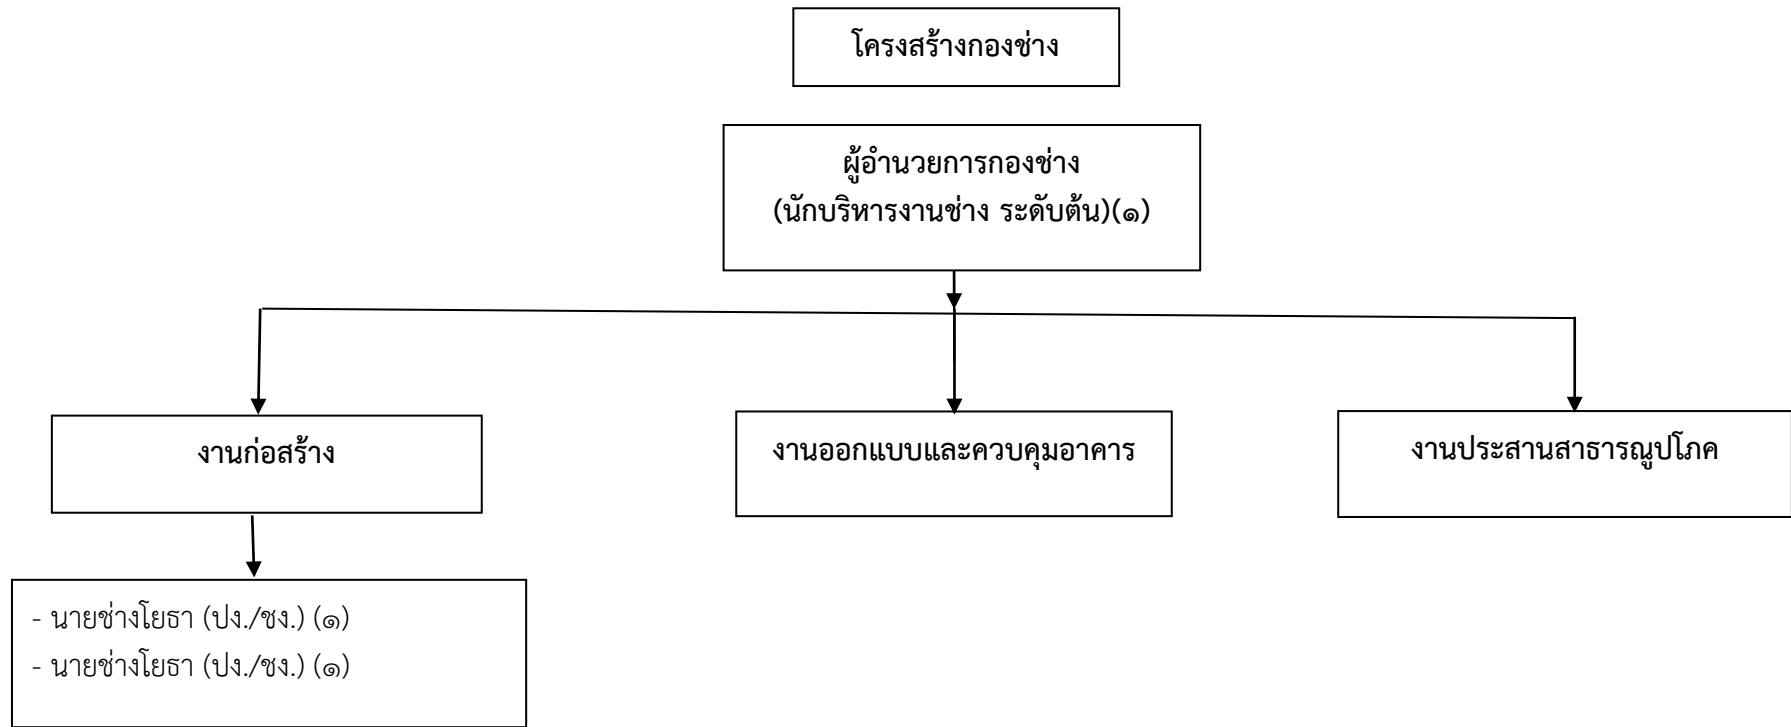 โครงสร้างกองช่าง
ผู้อำนวยการกองช่าง
(นักบริหารงานช่าง ระดับต้น)(๑)
งานก่อสร้าง
งานออกแบบและควบคุมอาคาร
งานประสานสาธารณูปโภค
- นายช่างโยธา (ปง./ชง.) (๑)
- นายช่างโยธา (ปง./ชง.) (๑)